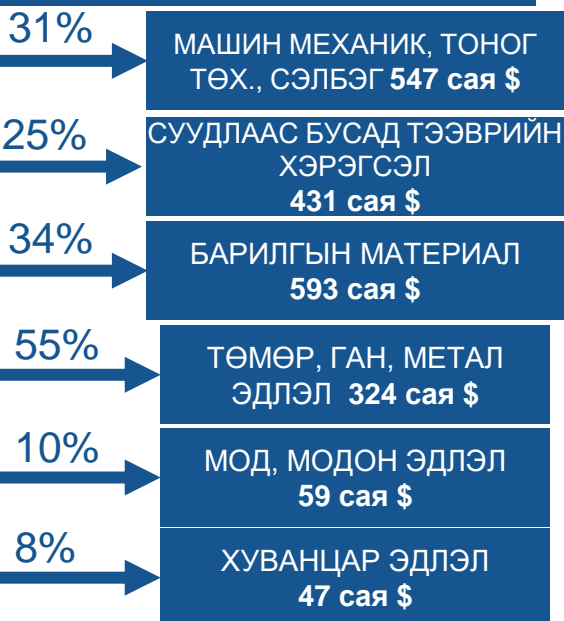 31%
МАШИН МЕХАНИК, ТОНОГ
ТӨХ., СЭЛБЭГ 547 сая $
25%
СУУДЛААС БУСАД ТЭЭВРИЙН
ХЭРЭГСЭЛ
431 сая $
34%
БАРИЛГЫН МАТЕРИАЛ
593 сая $
55%
ТӨМӨР, ГАН, МЕТАЛ
ЭДЛЭЛ 324 сая $
10%
МОД, МОДОН ЭДЛЭЛ
59 сая $
8%
ХУВАНЦАР ЭДЛЭЛ
47 сая $